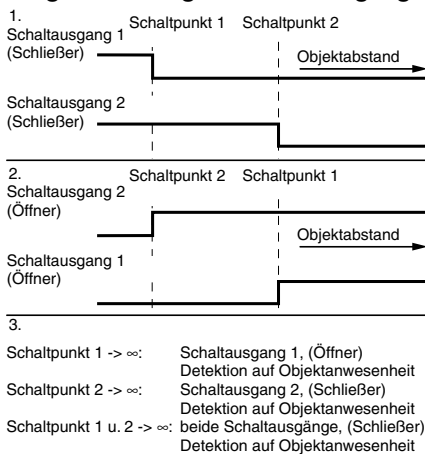 1.
Schaltpunkt 1 Schaltpunkt 2
Schaltausgang 1
(Schließer)
Objektabstand
Schaltausgang 2
(Schließer)
2.
Schaltpunkt 2 Schaltpunkt 1
Schaltausgang 2
(Öffner)
Objektabstand
Schaltausgang 1
(Öffner)
3.
Schaltpunkt 1 -> ∞: Schaltausgang 1, (Öffner)
Detektion auf Objektanwesenheit
Schaltpunkt 2 -> ∞: Schaltausgang 2, (Schließer)
Detektion auf Objektanwesenheit
Schaltpunkt 1 u. 2 -> ∞: beide Schaltausgänge, (Schließer)
Detektion auf Objektanwesenheit